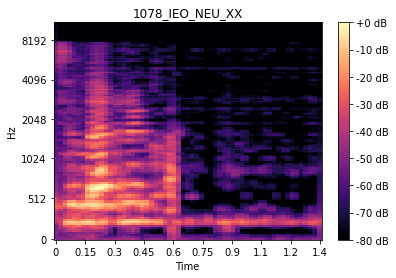 1078_IEO_NEU_XX
8192
4096
2048
1024
512
0
Hz
0 0.15 0.3 0.45 0.6 0.75 0.9 1.1 1.2 1.4
Time
+0 dB
-10 dB
-20 dB
-30 dB
-40 dB
-50 dB
-60 dB
-70 dB
-80 dB